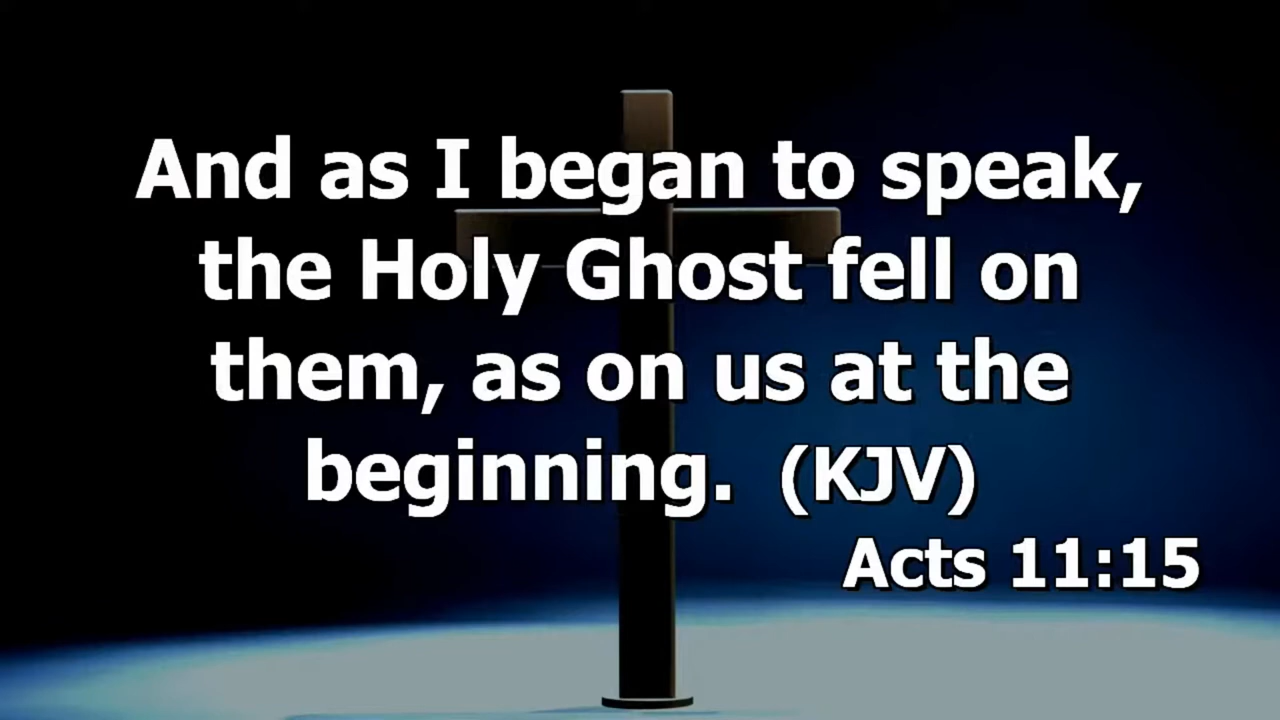 And as I began to speak,
the Holy Ghost fell on
them, as on us at the
beginning. (KJV)
Acts 11:15